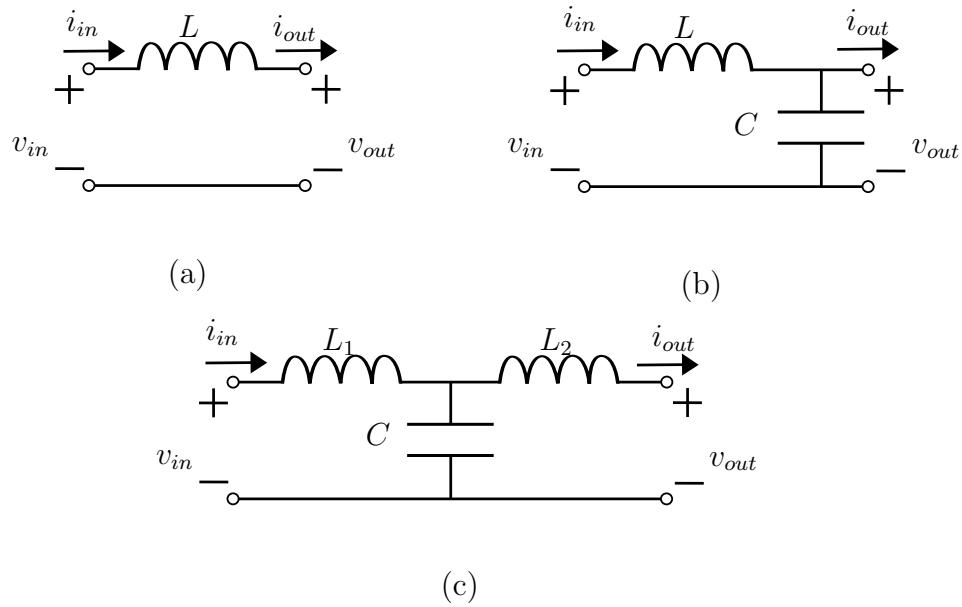 i_in L i_out
+ +
v_in − − v_out
(a)
i_in L i_out
+ +
C
v_in − − v_out
(b)
i_in L_1 L_2 i_out
+ +
C
v_in − − v_out
(c)